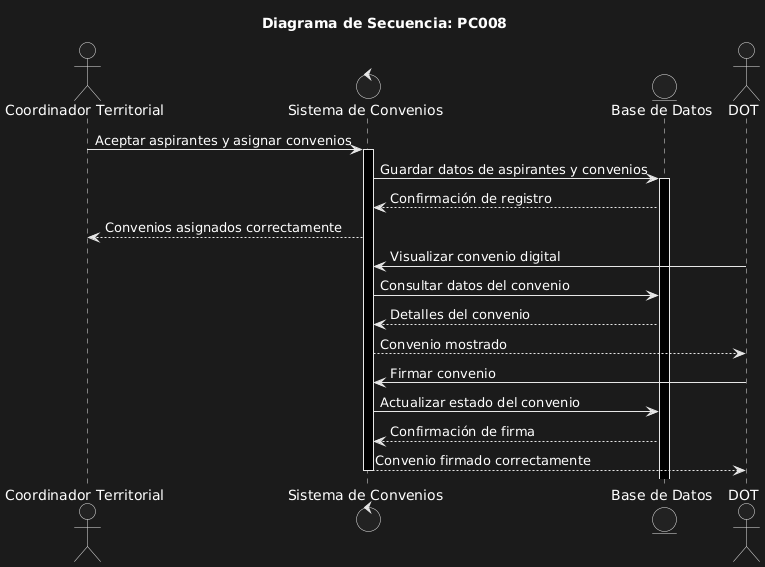 Diagrama de Secuencia: PC008
Coordinador Territorial
Sistema de Convenios
Base de Datos
DOT
Aceptar aspirantes y asignar convenios
Guardar datos de aspirantes y convenios
Confirmación de registro
Convenios asignados correctamente
Visualizar convenio digital
Consultar datos del convenio
Detalles del convenio
Convenio mostrado
Firmar convenio
Actualizar estado del convenio
Confirmación de firma
Convenio firmado correctamente
Coordinador Territorial
Sistema de Convenios
Base de Datos
DOT